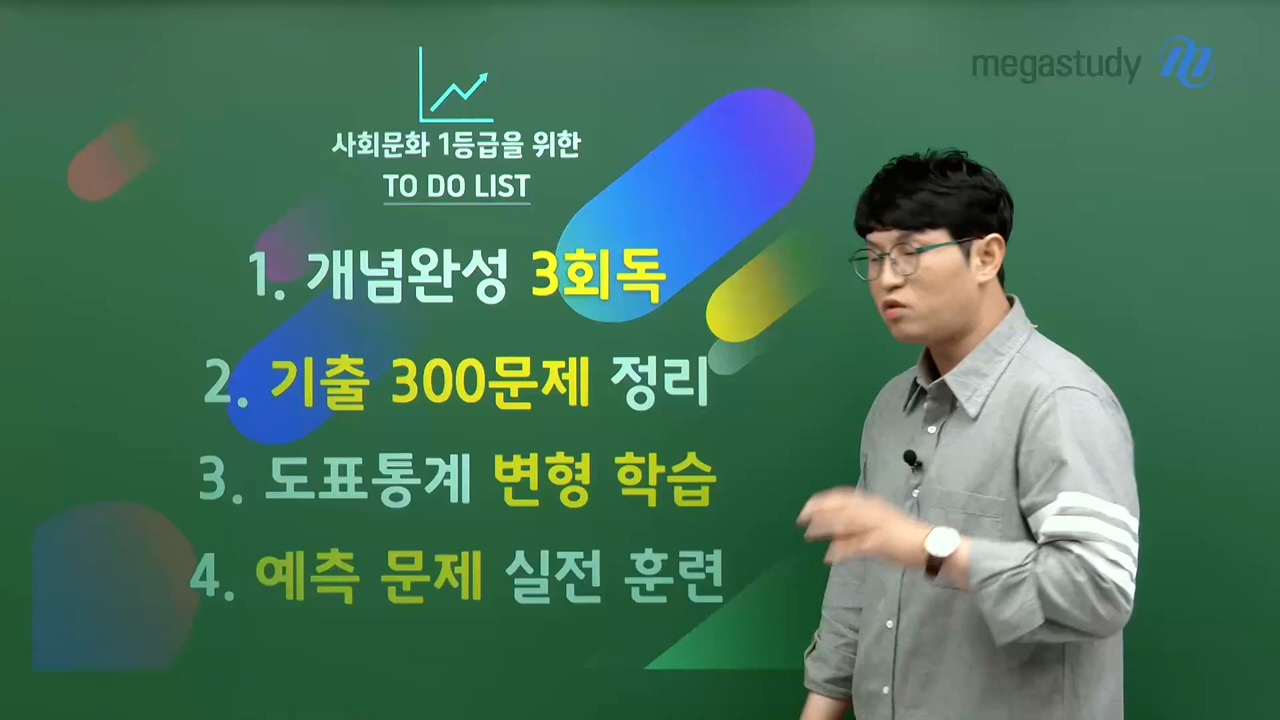 megastudy
사회문화 1등급을 위한
TO DO LIST
1. 개념완성 3회독
2. 기출 300문제 정리
3. 도표통계 변형 학습
4. 예측 문제 실전 훈련